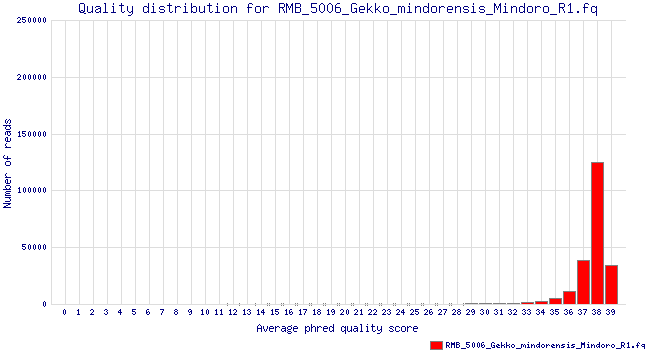 Quality distribution for RMB_5006_Gekko_mindorensis_Mindoro_R1.fq
250000
200000
150000
100000
50000
0
Number of reads
0 1 2 3 4 5 6 7 8 9 10 11 12 13 14 15 16 17 18 19 20 21 22 23 24 25 26 27 28 29 30 31 32 33 34 35 36 37 38 39
Average phred quality score
RMB_5006_Gekko_mindorensis_Mindoro_R1.fq